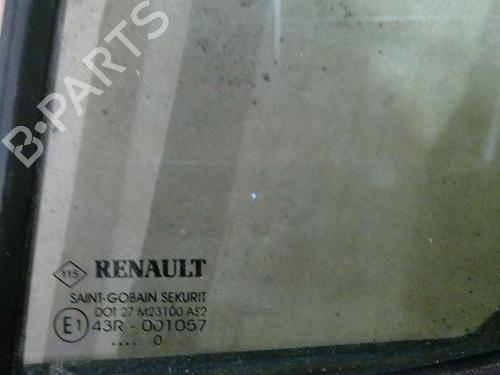 B-PARTS
115 RENAULT
SAINT-GOBAIN SEKURIT
DOT 27 M23100 AS2
E1 43R - 001057
.... 0